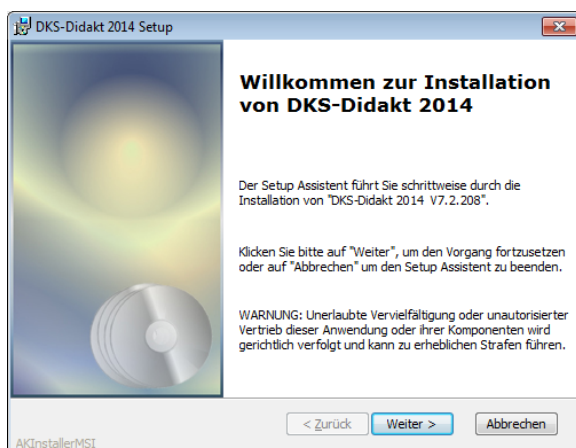 DKS-Didakt 2014 Setup
Willkommen zur Installation
von DKS-Didakt 2014
Der Setup Assistent führt Sie schrittweise durch die
Installation von "DKS-Didakt 2014 V7.2.208".
Klicken Sie bitte auf "Weiter", um den Vorgang fortzusetzen
oder auf "Abbrechen" um den Setup Assistent zu beenden.
WARNUNG: Unerlaubte Vervielfältigung oder unautorisierter
Vertrieb dieser Anwendung oder ihrer Komponenten wird
gerichtlich verfolgt und kann zu erheblichen Strafen führen.
< Zurück Weiter > Abbrechen
AKInstallerMSI